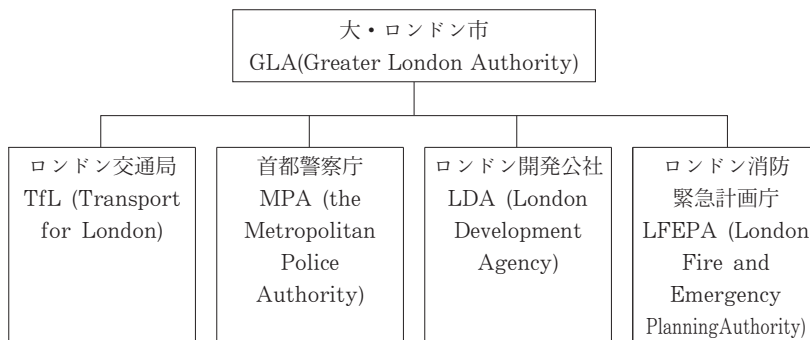 大・ロンドン市
GLA(Greater London Authority)
ロンドン交通局
TfL (Transport
for London)
首都警察庁
MPA (the
Metropolitan
Police
Authority)
ロンドン開発公社
LDA (London
Development
Agency)
ロンドン消防
緊急計画庁
LFEPA (London
Fire and
Emergency
PlanningAuthority)